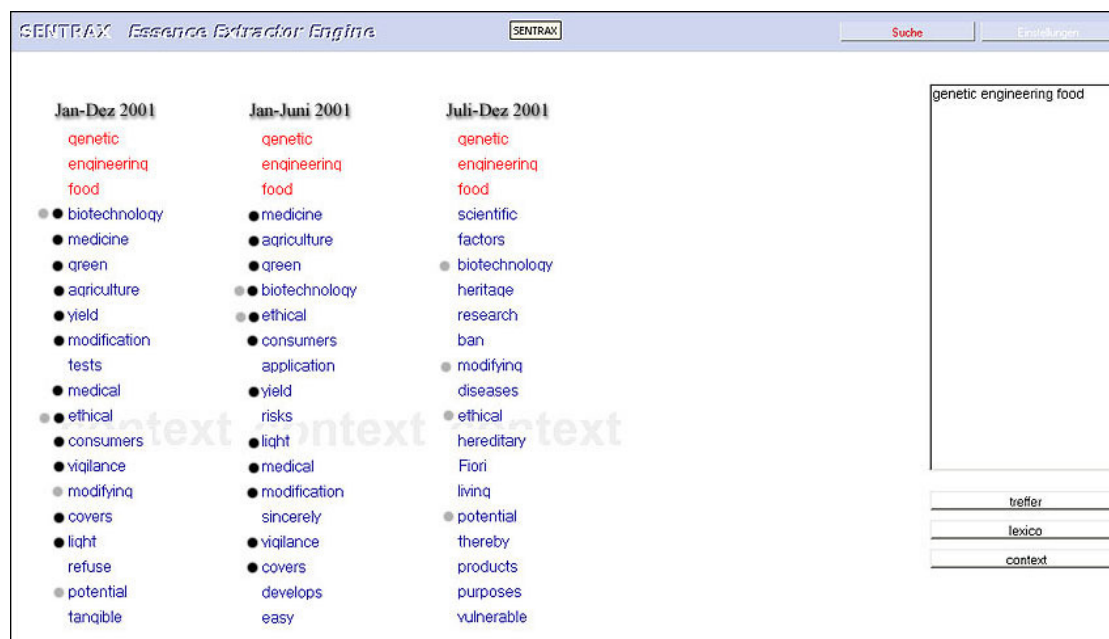 SENTRAX Essence Extractor Engine SENTRAX Suche Einstellungen
genetic engineering food
Jan-Dez 2001 Jan-Juni 2001 Juli-Dez 2001
genetic genetic genetic
engineering engineering engineering
food food food
biotechnology medicine scientific
medicine agriculture factors
green green biotechnology
agriculture biotechnology heritage
yield ethical research
modification consumers ban
tests application modifying
medical yield diseases
ethical risks ethical
context context context
consumers light hereditary
vigilance medical Fiori
modifying modification living
covers sincerely potential
light vigilance thereby
refuse covers products
potential develops purposes
tangible easy vulnerable
treffer
lexico
context